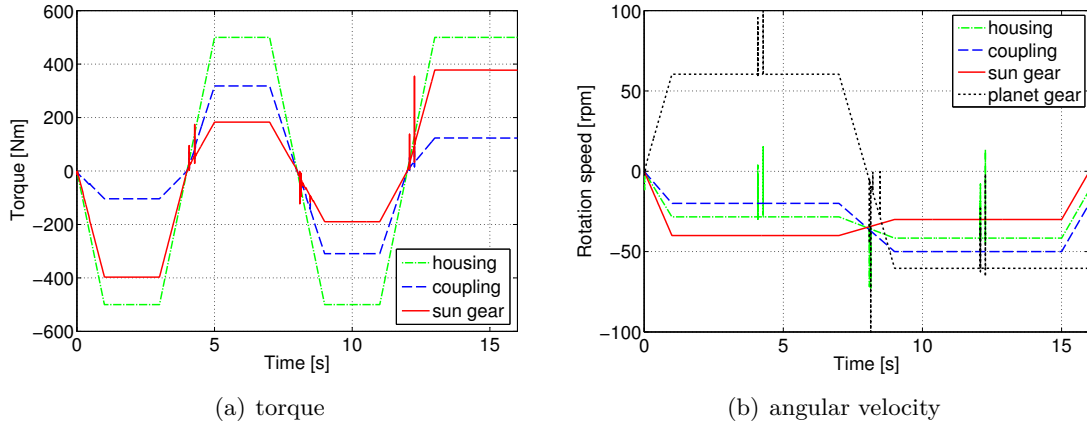 600
400
200
0
−200
−400
−600
Torque [Nm]
0
5
10
15
Time [s]
housing
coupling
sun gear
(a) torque
100
50
0
−50
−100
Rotation speed [rpm]
0
5
10
15
Time [s]
housing
coupling
sun gear
planet gear
(b) angular velocity